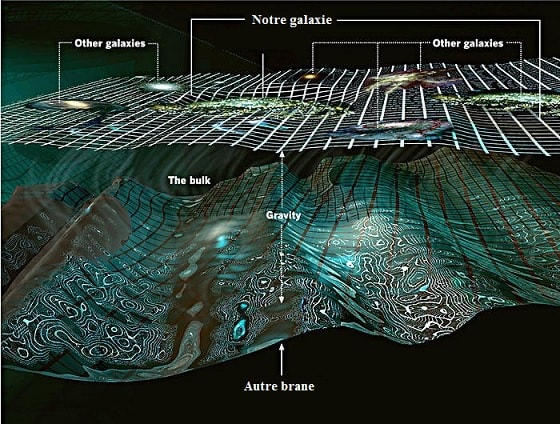 Notre galaxie
Other galaxies
Other galaxies
The bulk
Gravity
Autre brane